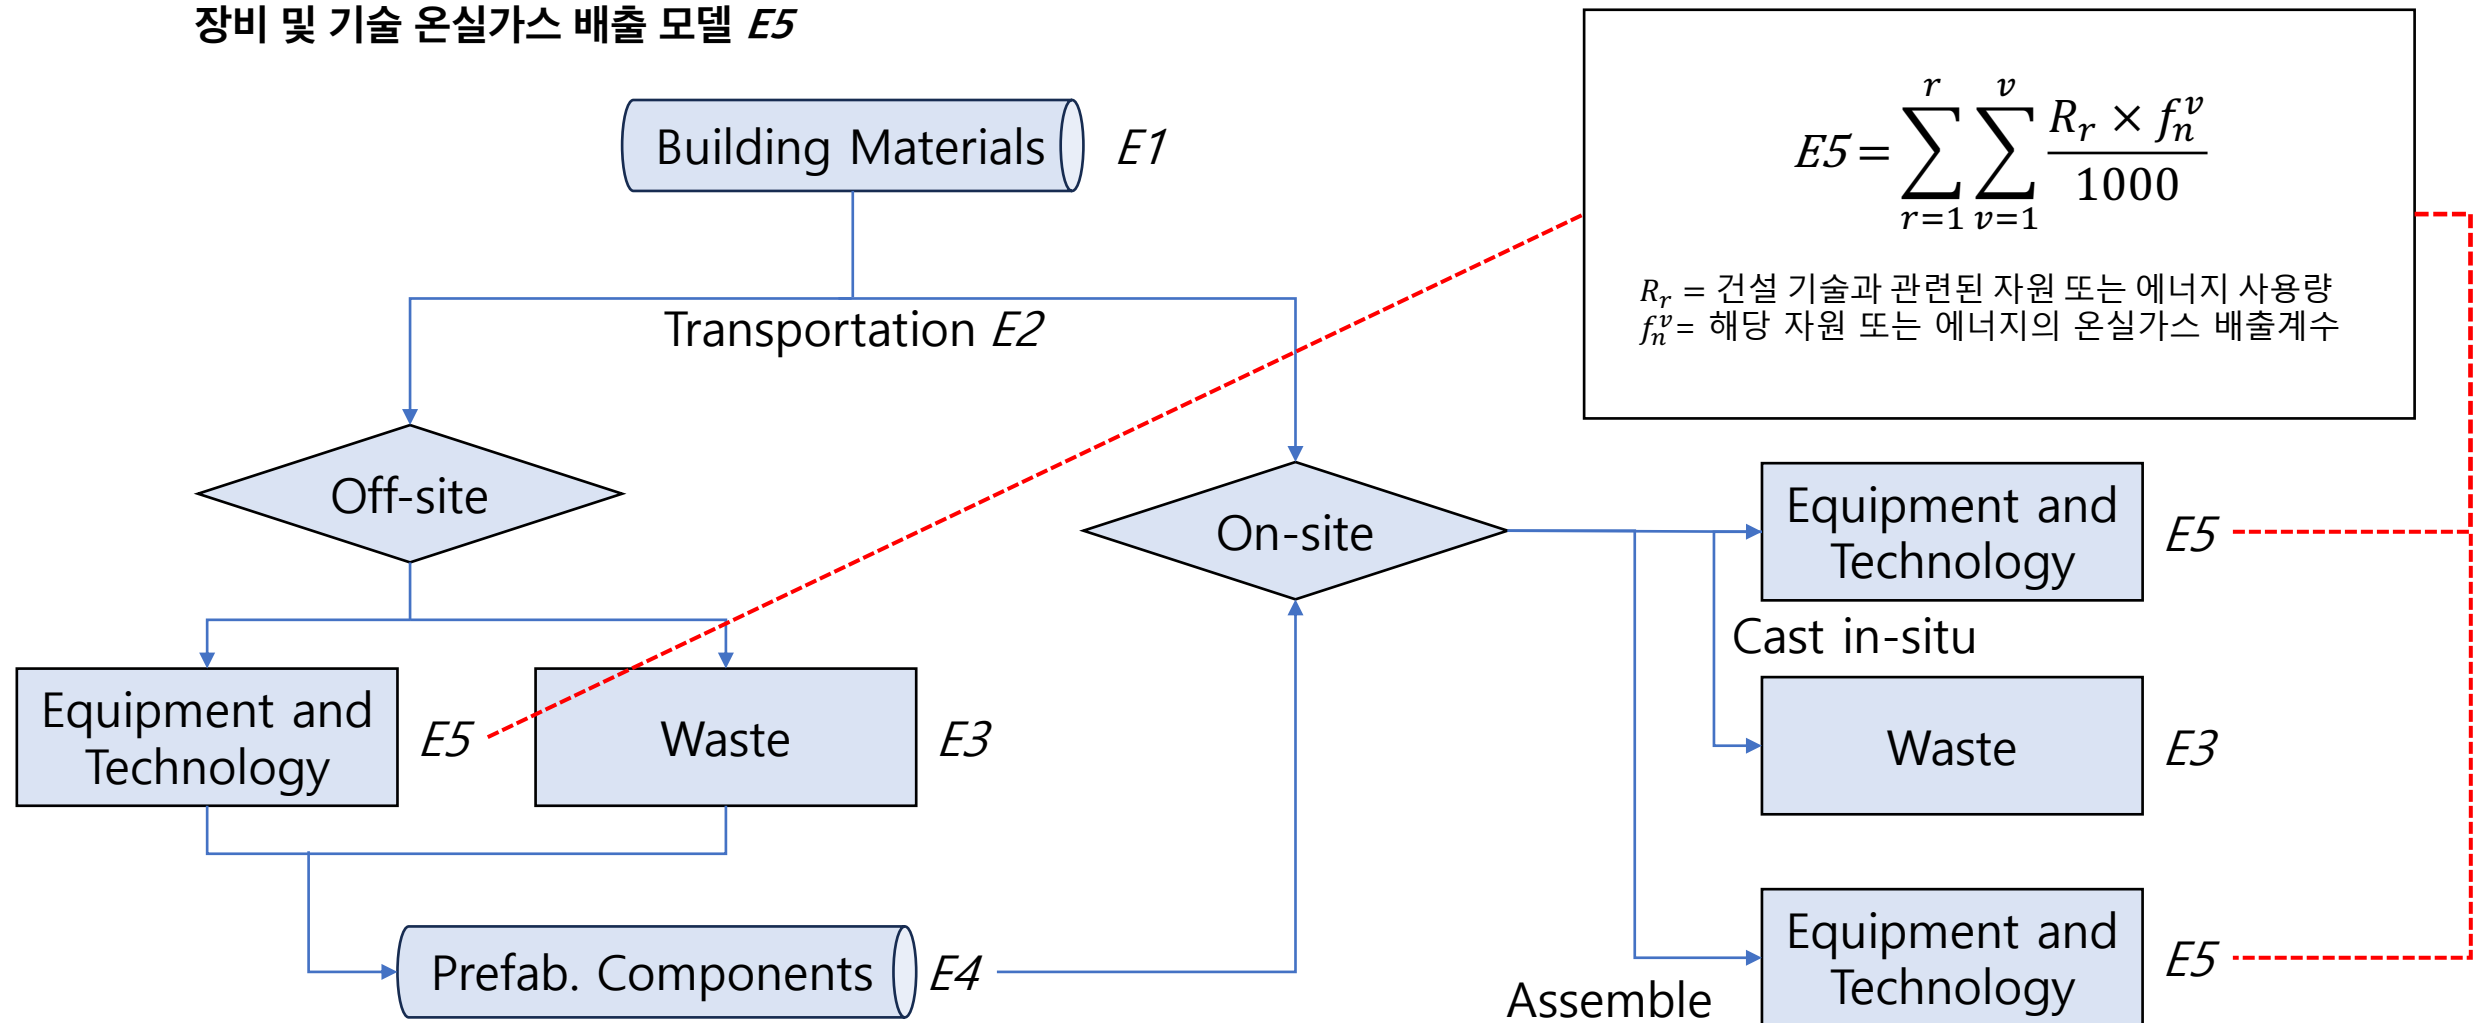 장비 및 기술 온실가스 배출 모델 E5
Building Materials
E1
Transportation E2
Off-site
On-site
Equipment and
Technology
E5
Waste
E3
Prefab. Components
E4
E5 = \sum_{r=1}^{r} \sum_{v=1}^{v} \frac{R_r × f_n^v}{1000}
R_r = 건설 기술과 관련된 자원 또는 에너지 사용량
f_n^v = 해당 자원 또는 에너지의 온실가스 배출계수
Equipment and
Technology
E5
Cast in-situ
Waste
E3
Equipment and
Technology
E5
Assemble